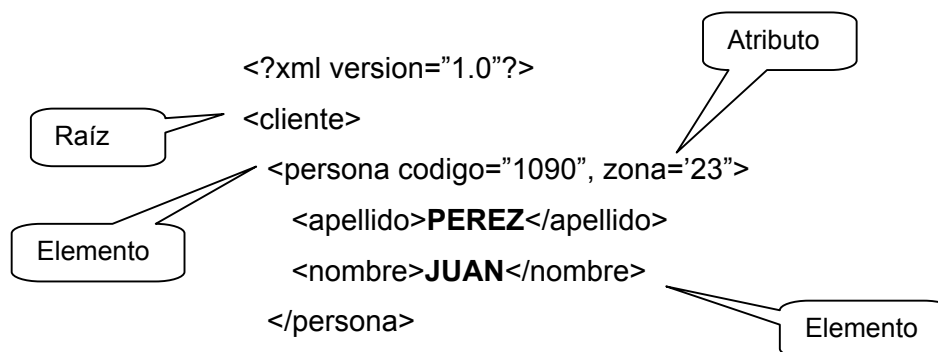 Atributo
<?xml version=”1.0”?>
Raíz
<cliente>
<persona codigo=”1090”, zona=’23”>
<apellido>PEREZ</apellido>
Elemento
<nombre>JUAN</nombre>
</persona>
Elemento